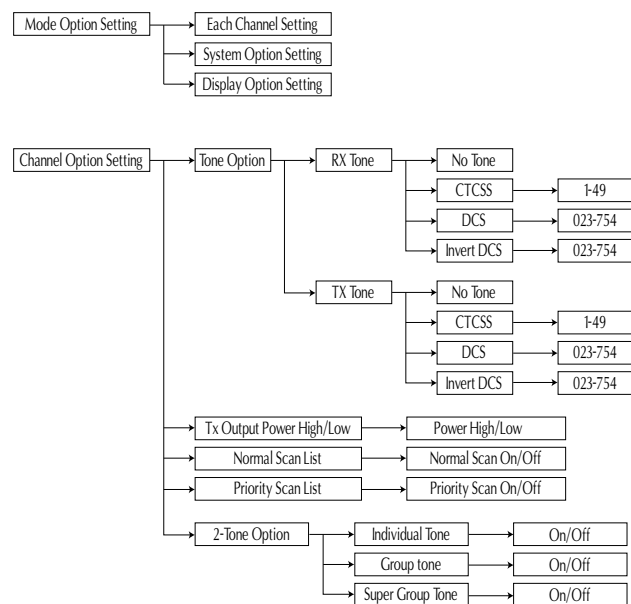 Mode Option Setting
Each Channel Setting
System Option Setting
Display Option Setting
Channel Option Setting
Tone Option
RX Tone
No Tone
CTCSS
1-49
DCS
023-754
Invert DCS
023-754
TX Tone
No Tone
CTCSS
1-49
DCS
023-754
Invert DCS
023-754
Tx Output Power High/Low
Power High/Low
Normal Scan List
Normal Scan On/Off
Priority Scan List
Priority Scan On/Off
2-Tone Option
Individual Tone
On/Off
Group tone
On/Off
Super Group Tone
On/Off